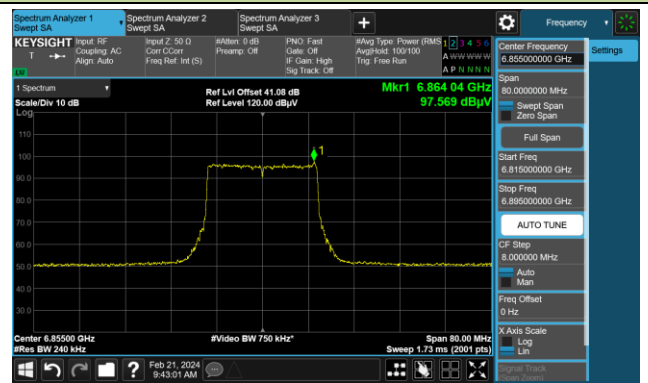 Spectrum Analyzer 1
Swept SA
Spectrum Analyzer 2
Swept SA
Spectrum Analyzer 3
Swept SA
+
Frequency
KEYSIGHT
T
LW
Input: RF
Coupling: AC
Align: Auto
Input Z: 50 Ω
Corr CCorr
Freq Ref: Int (S)
#Atten: 0 dB
Preamp: Off
PNO: Fast
Gate: Off
IF Gain: High
Sig Track: Off
#Avg Type: Power (RMS
Avg|Hold: 100/100
Trig: Free Run
1 2 3 4 5 6
A W W W W W
A P N N N N
1 Spectrum
Scale/Div 10 dB
Log
Ref Lvl Offset 41.08 dB
Ref Level 120.00 dBµV
Mkr1 6.864 04 GHz
97.569 dBµV
110
100
90.0
80.0
70.0
60.0
50.0
40.0
30.0
1
Center 6.85500 GHz
#Res BW 240 kHz
#Video BW 750 kHz*
Span 80.00 MHz
Sweep 1.73 ms (2001 pts)
Center Frequency
6.855000000 GHz
Settings
Span
80.0000000 MHz
Swept Span
Zero Span
Full Span
Start Freq
6.815000000 GHz
Stop Freq
6.895000000 GHz
AUTO TUNE
CF Step
8.000000 MHz
Auto
Man
Freq Offset
0 Hz
X Axis Scale
Log
Lin
Signal Track
(Span Zoom)
?
Feb 21, 2024
9:43:01 AM